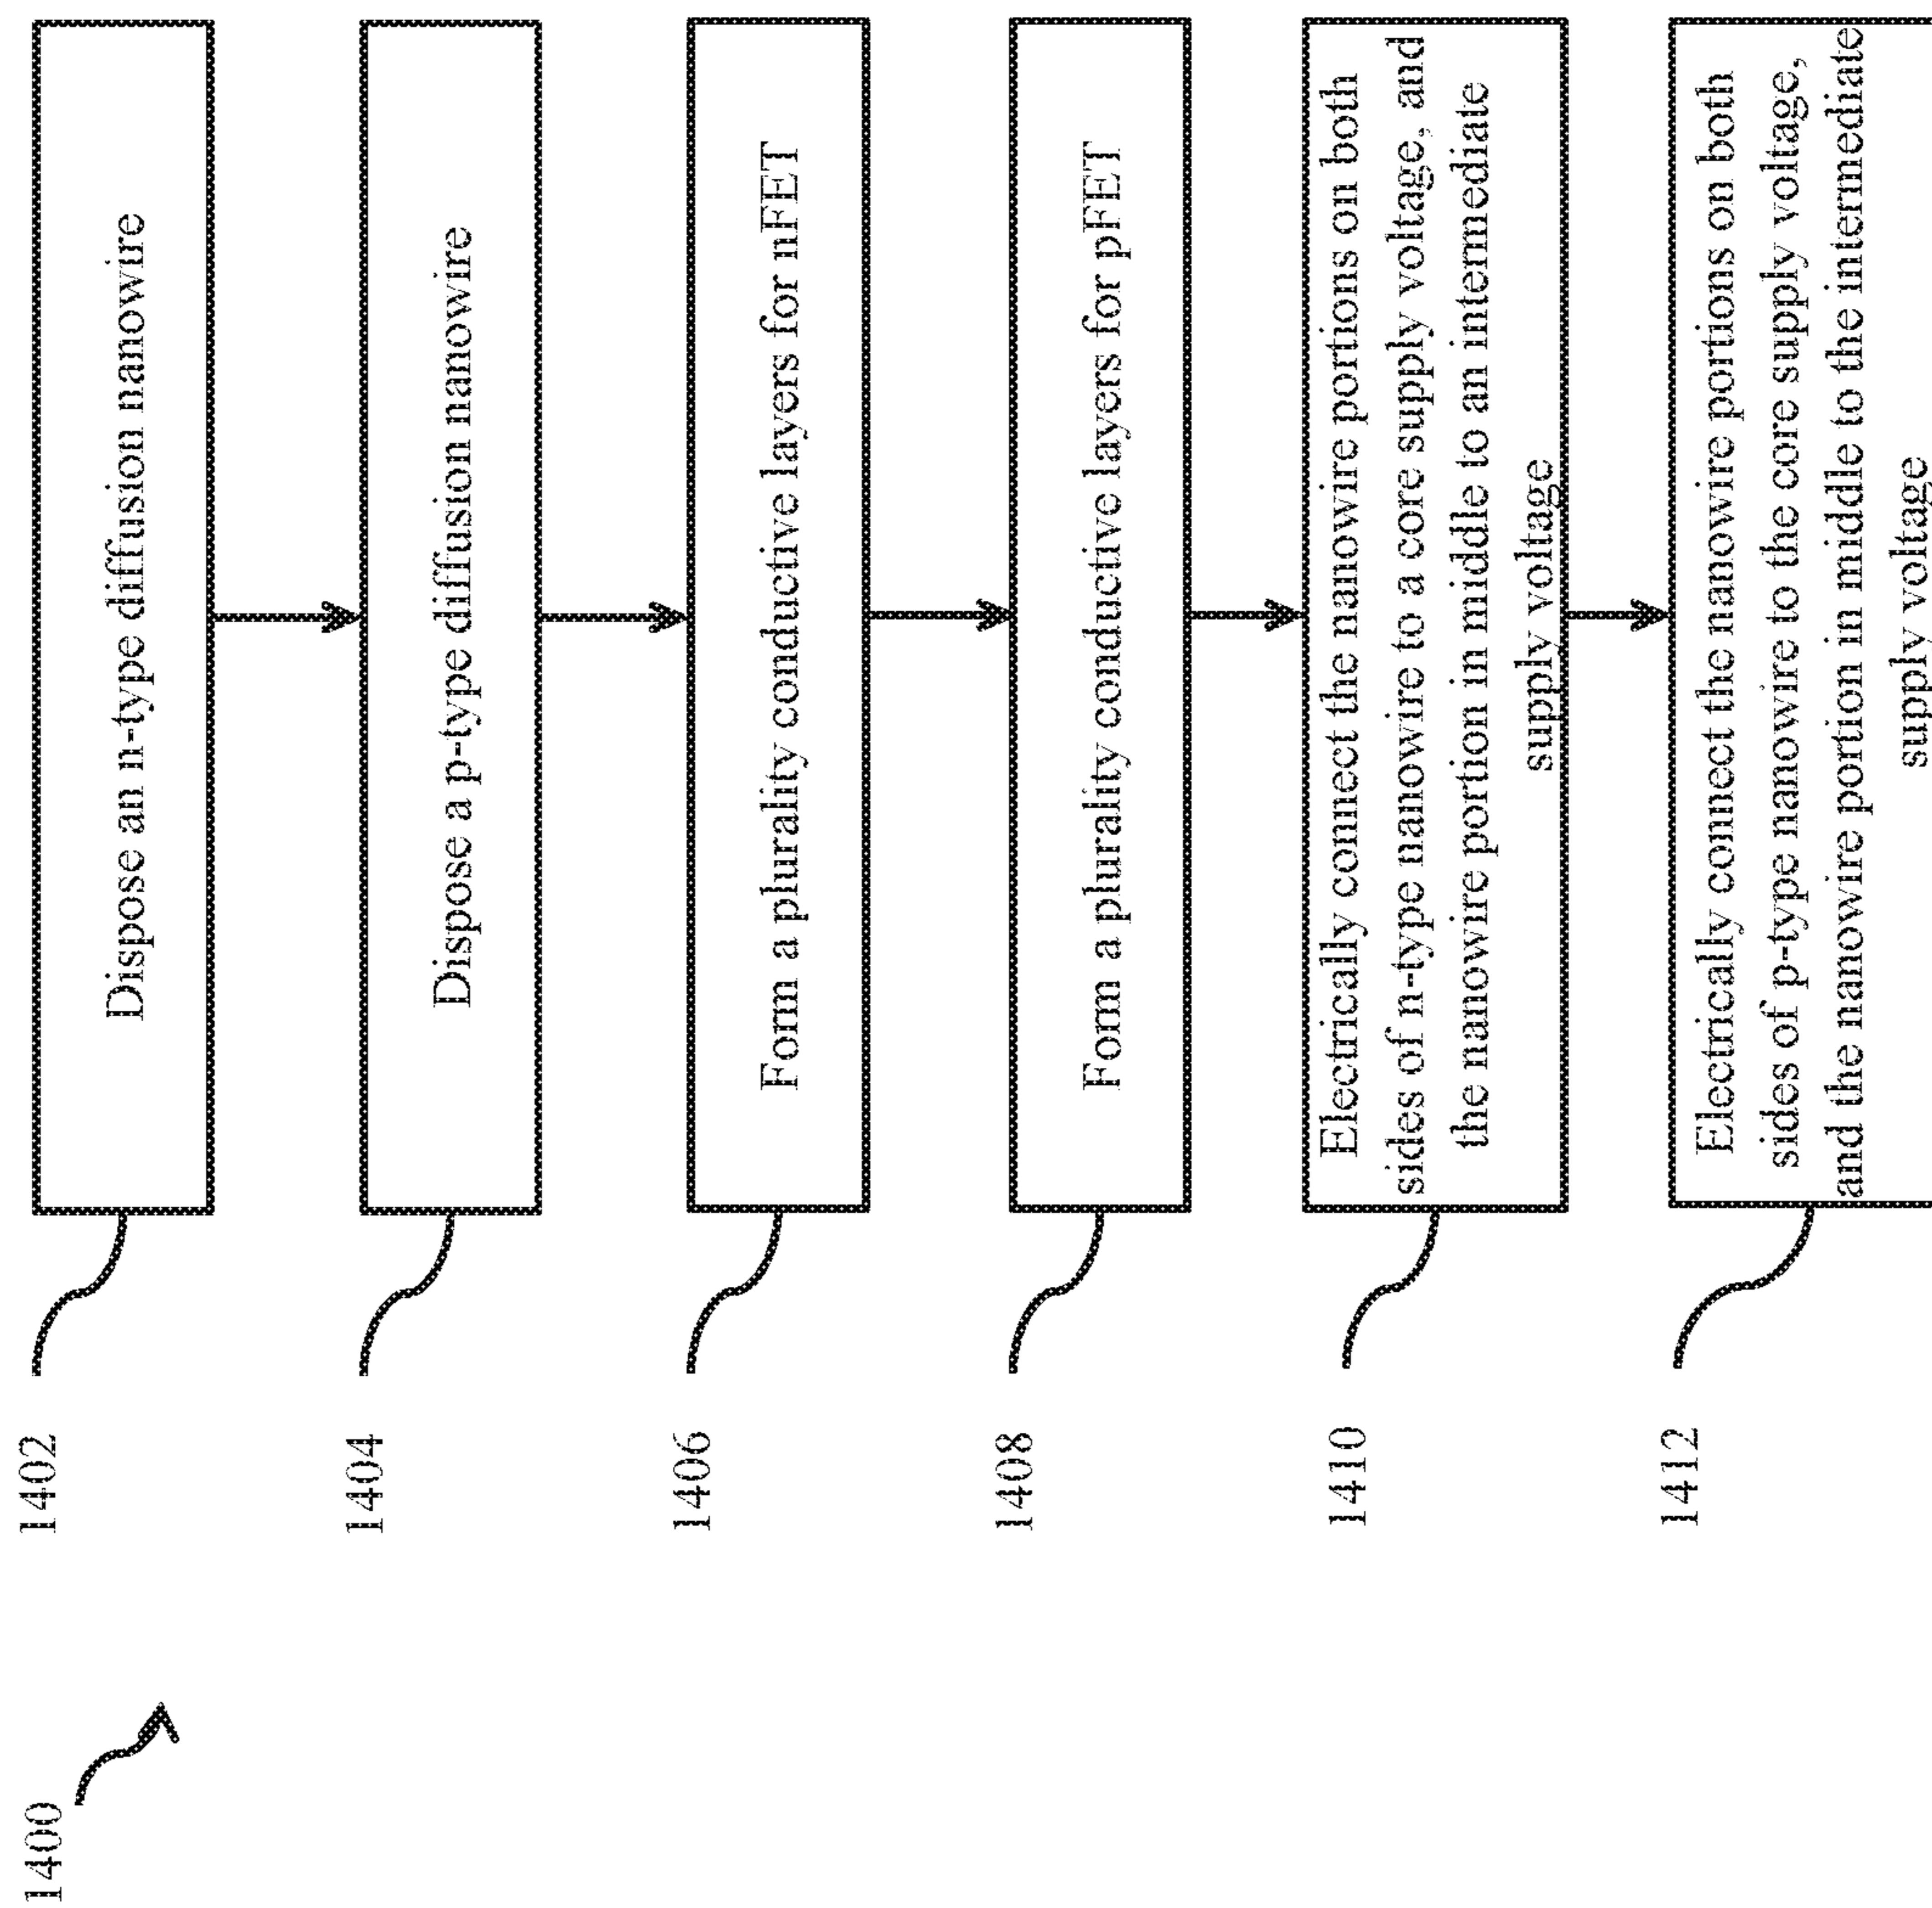 1400
1402
Dispose an n-type diffusion nanowire
1404
Dispose a p-type diffusion nanowire
1406
Form a plurality conductive layers for nFET
1408
Form a plurality conductive layers for pFET
1410
Electrically connect the nanowire portions on both
sides of n-type nanowire to a core supply voltage, and
the nanowire portion in middle to an intermediate
supply voltage
1412
Electrically connect the nanowire portions on both
sides of p-type nanowire to the core supply voltage,
and the nanowire portion in middle to the intermediate
supply voltage